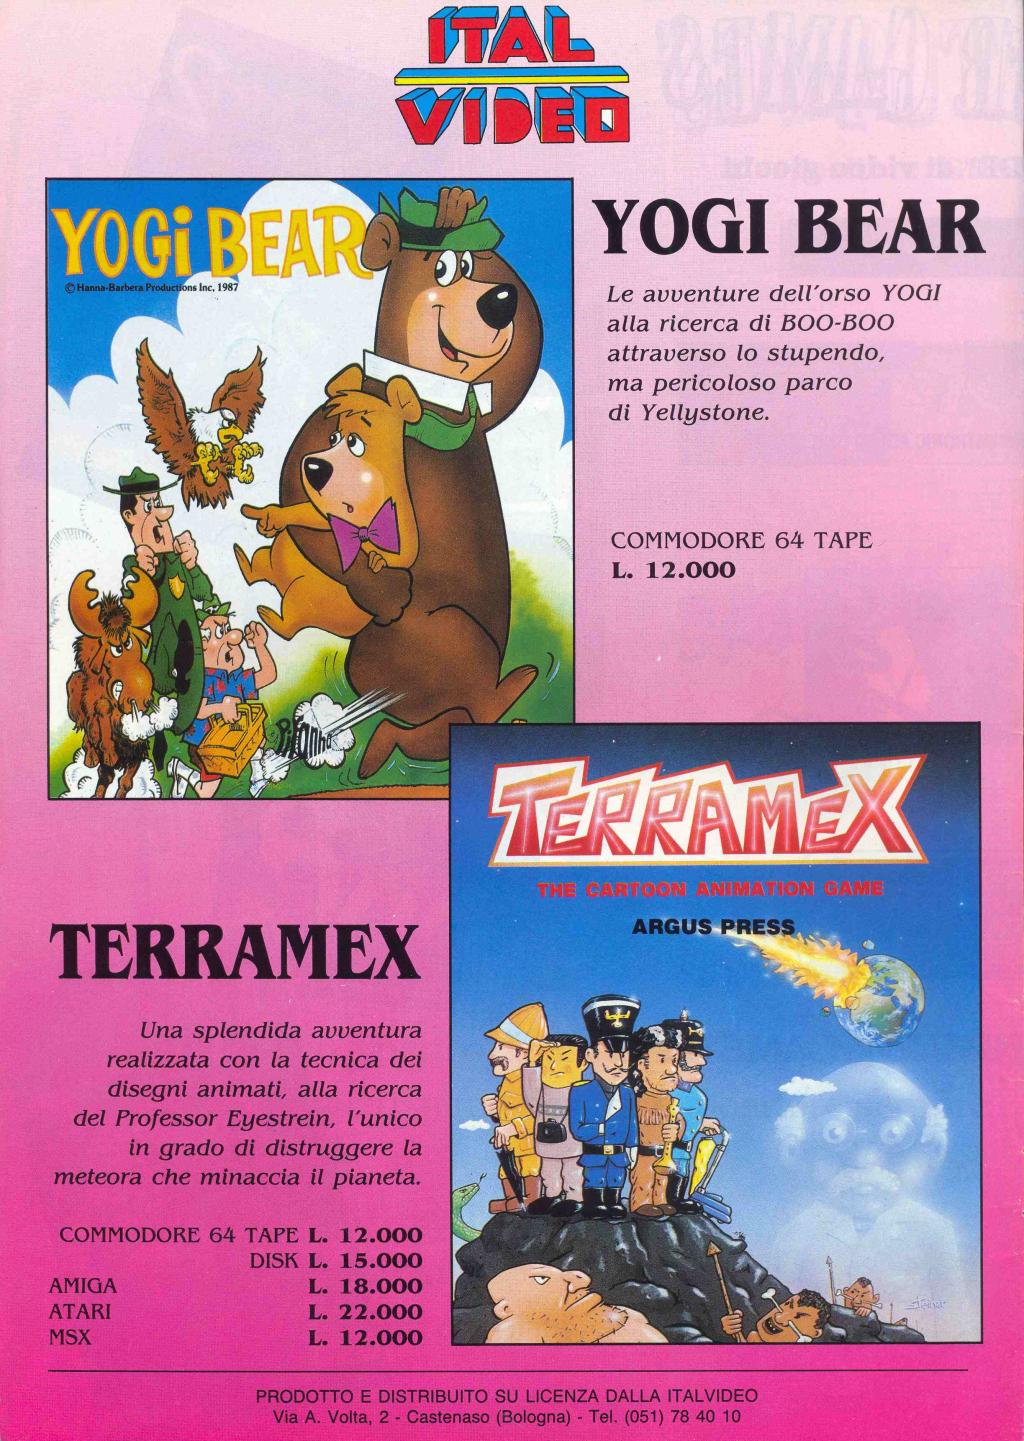 ITAL
VIDEO
YOGI BEAR
© Hanna-Barbera Productions Inc, 1987
YOGI BEAR
Le avventure dell'orso YOGI
alla ricerca di BOO-BOO
attraverso lo stupendo,
ma pericoloso parco
di Yellystone.
COMMODORE 64 TAPE
L. 12.000
Piranha
TERRAMEX
THE CARTOON ANIMATION GAME
ARGUS PRESS
TERRAMEX
Una splendida avventura
realizzata con la tecnica dei
disegni animati, alla ricerca
del Professor Eyestrein, l'unico
in grado di distruggere la
meteora che minaccia il pianeta.
COMMODORE 64 TAPE L. 12.000
DISK L. 15.000
AMIGA L. 18.000
ATARI L. 22.000
MSX L. 12.000
PRODOTTO E DISTRIBUITO SU LICENZA DALLA ITALVIDEO
Via A. Volta, 2 - Castenaso (Bologna) - Tel. (051) 78 40 10